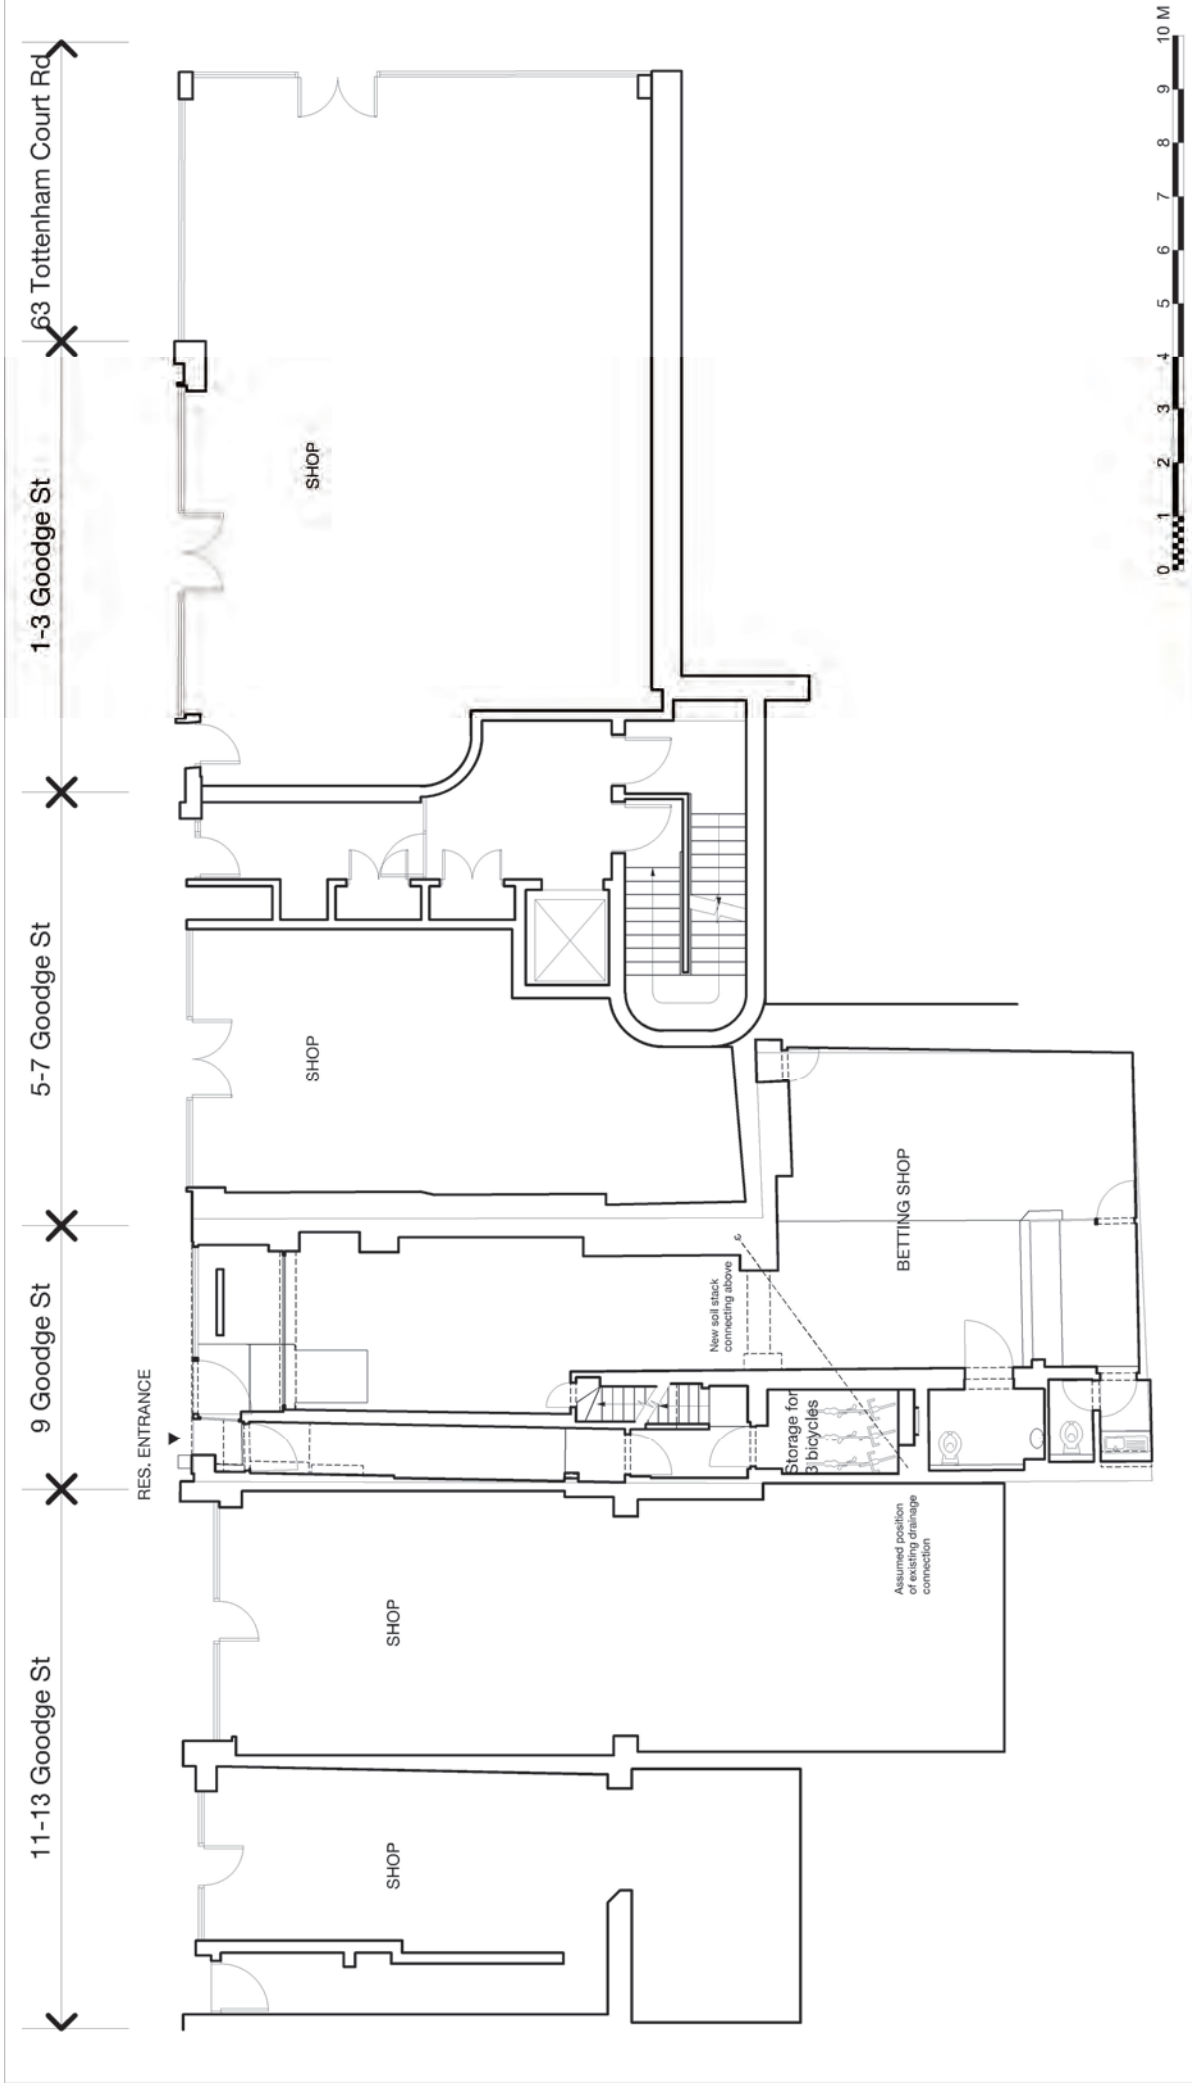 11-13 Goodge St
9 Goodge St
5-7 Goodge St
1-3 Goodge St
63 Tottenham Court Rd
RES. ENTRANCE
SHOP
SHOP
SHOP
SHOP
New soil stack
connecting above
Storage for
3 bicycles
BETTING SHOP
Assumed position
of existing drainage
connection
0 1 2 3 4 5 6 7 8 9 10 M